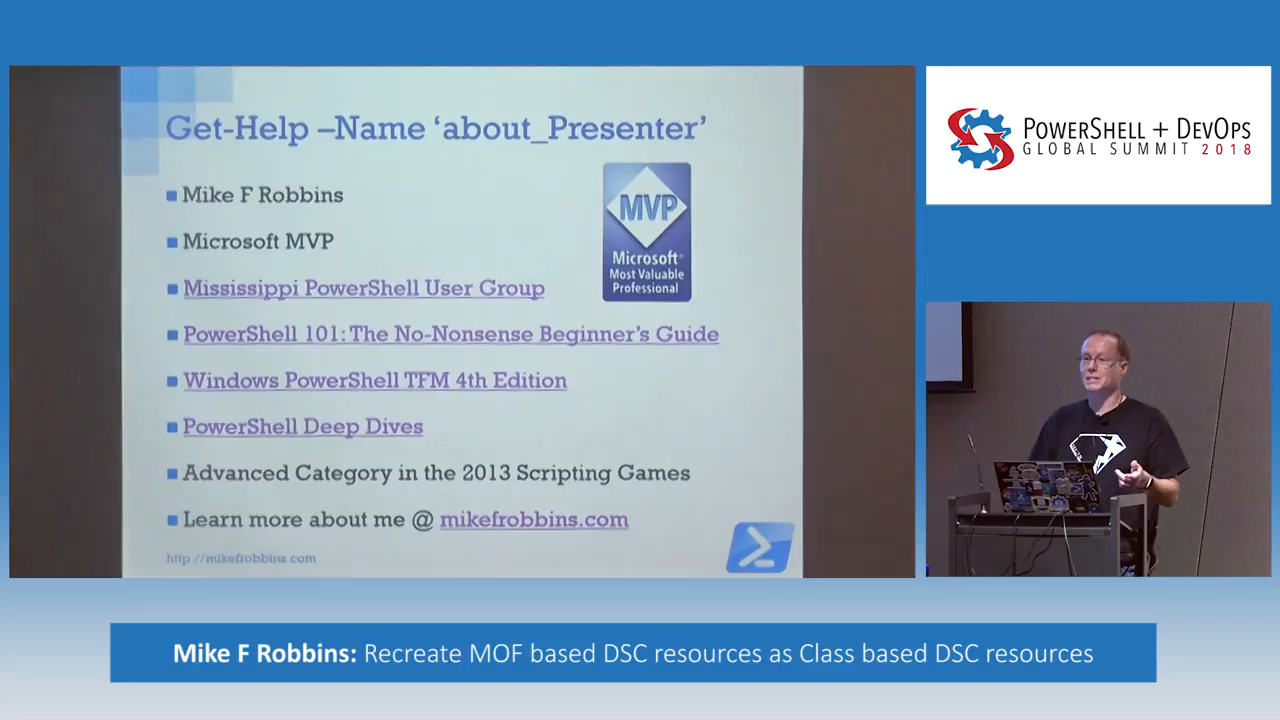 Get-Help –Name ‘about_Presenter’
Mike F Robbins
Microsoft MVP
Mississippi PowerShell User Group
PowerShell 101: The No-Nonsense Beginner’s Guide
Windows PowerShell TFM 4th Edition
PowerShell Deep Dives
Advanced Category in the 2013 Scripting Games
Learn more about me @ mikefrobbins.com
http://mikefrobbins.com
MVP
Microsoft®
Most Valuable
Professional
POWERSHELL + DEVOPS
GLOBAL SUMMIT 2018
Mike F Robbins: Recreate MOF based DSC resources as Class based DSC resources